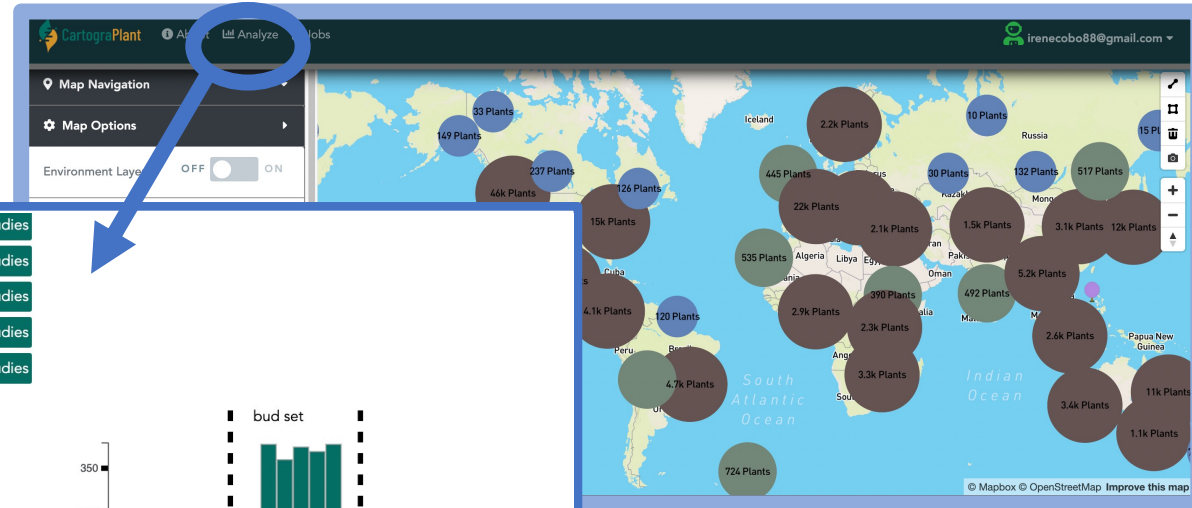 CartograPlant
Analyze
Jobs
irenecobo88@gmail.com
Map Navigation
Map Options
OFF
ON
Environment Laye
33 Plants
149 Plants
237 Plants
46k Plants
126 Plants
15k Plants
Iceland
2.2k Plants
10 Plants
Russia
445 Plants
30 Plants
132 Plants
517 Plants
22k Plants
2.1k Plants
1.5k Plants
3.1k Plants
12k Plants
535 Plants
Algeria
Libya
Oman
5.2k Plants
Cuba
4.1k Plants
120 Plants
2.9k Plants
390 Plants
492 Plants
2.3k Plants
2.6k Plants
Papua New
Guinea
Peru
4.7k Plants
3.3k Plants
South
Atlantic
Ocean
Indian
Ocean
3.4k Plants
11k Plants
1.1k Plants
724 Plants
© Mapbox © OpenStreetMap Improve this map
dies
dies
dies
dies
dies
bud set
350